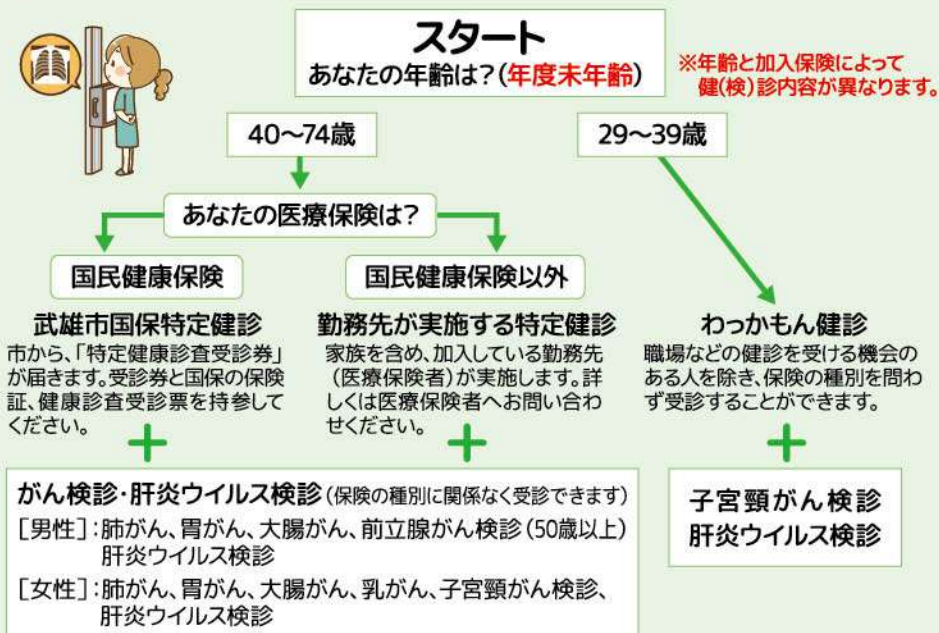 スタート
あなたの年齢は?(年度末年齢)
※年齢と加入保険によって
健(検)診内容が異なります。
40〜74歳
29〜39歳
あなたの医療保険は?
国民健康保険
国民健康保険以外
武雄市国保特定健診
市から、「特定健康診査受診券」
が届きます。受診券と国保の保険
証、健康診査受診票を持参して
ください。
勤務先が実施する特定健診
家族を含め、加入している勤務先
(医療保険者)が実施します。詳
しくは医療保険者へお問い合わ
せください。
わっかもん健診
職場などの健診を受ける機会の
ある人を除き、保険の種別を問わ
ず受診することができます。
+
+
+
がん検診・肝炎ウイルス検診(保険の種別に関係なく受診できます)
[男性]:肺がん、胃がん、大腸がん、前立腺がん検診(50歳以上)
肝炎ウイルス検診
[女性]:肺がん、胃がん、大腸がん、乳がん、子宮頸がん検診、
肝炎ウイルス検診
子宮頸がん検診
肝炎ウイルス検診